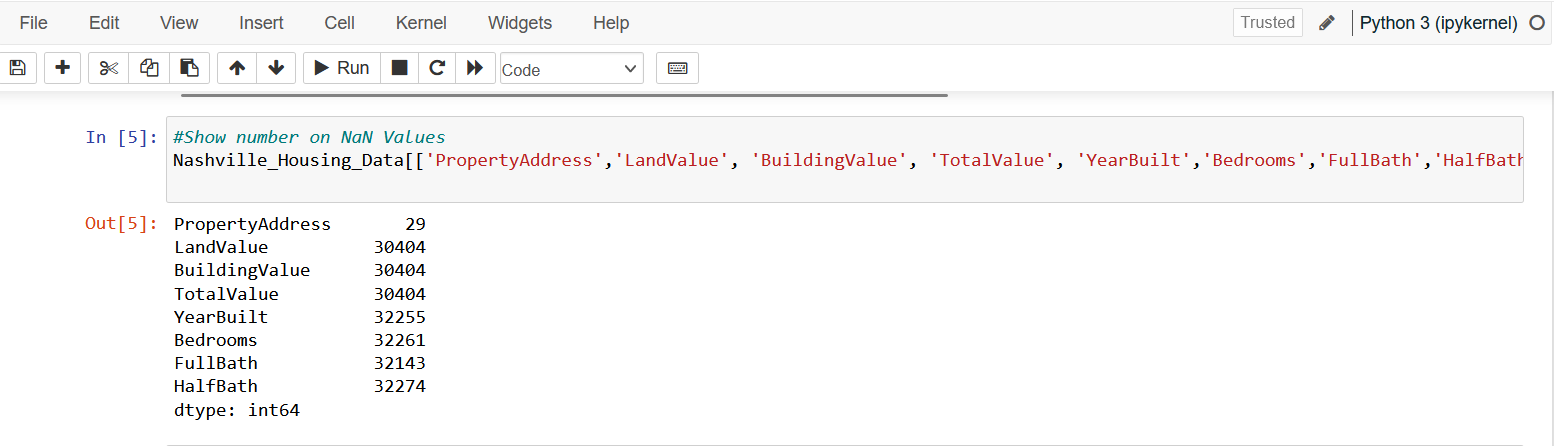 File Edit View Insert Cell Kernel Widgets Help Trusted Python 3 (ipykernel)
Run Code
In [5]: #Show number on NaN Values
Nashville_Housing_Data[['PropertyAddress','LandValue', 'BuildingValue', 'TotalValue', 'YearBuilt','Bedrooms','FullBath','HalfBath
Out[5]: PropertyAddress 29
LandValue 30404
BuildingValue 30404
TotalValue 30404
YearBuilt 32255
Bedrooms 32261
FullBath 32143
HalfBath 32274
dtype: int64